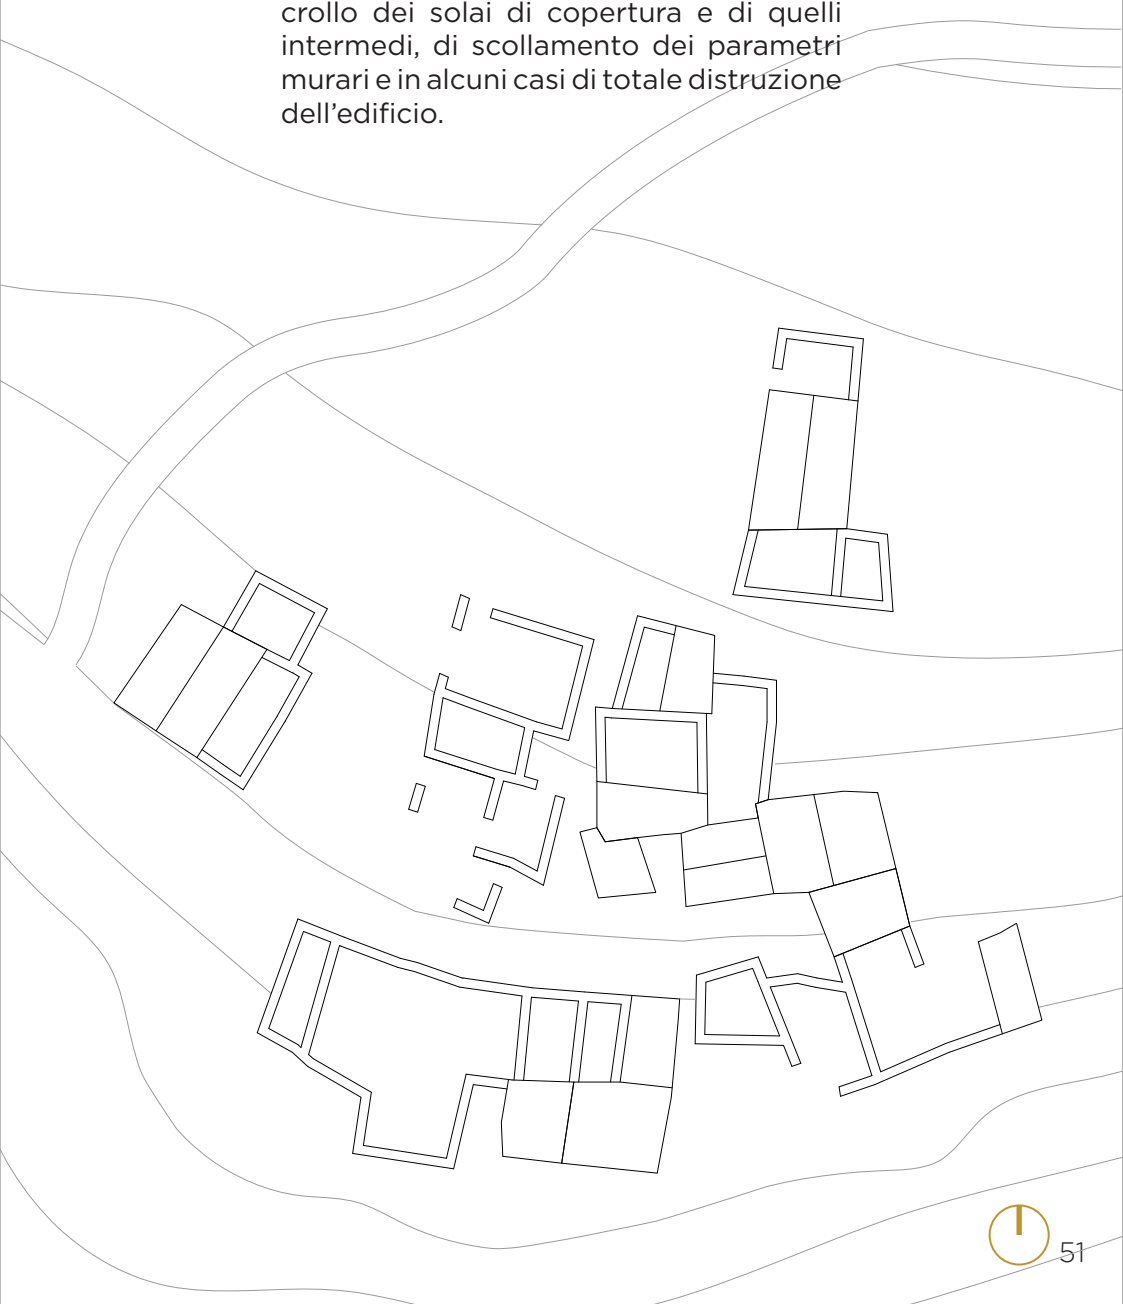 crollo dei solai di copertura e di quelli
intermedi, di scollamento dei parametri
murari e in alcuni casi di totale distruzione
dell’edificio.
51